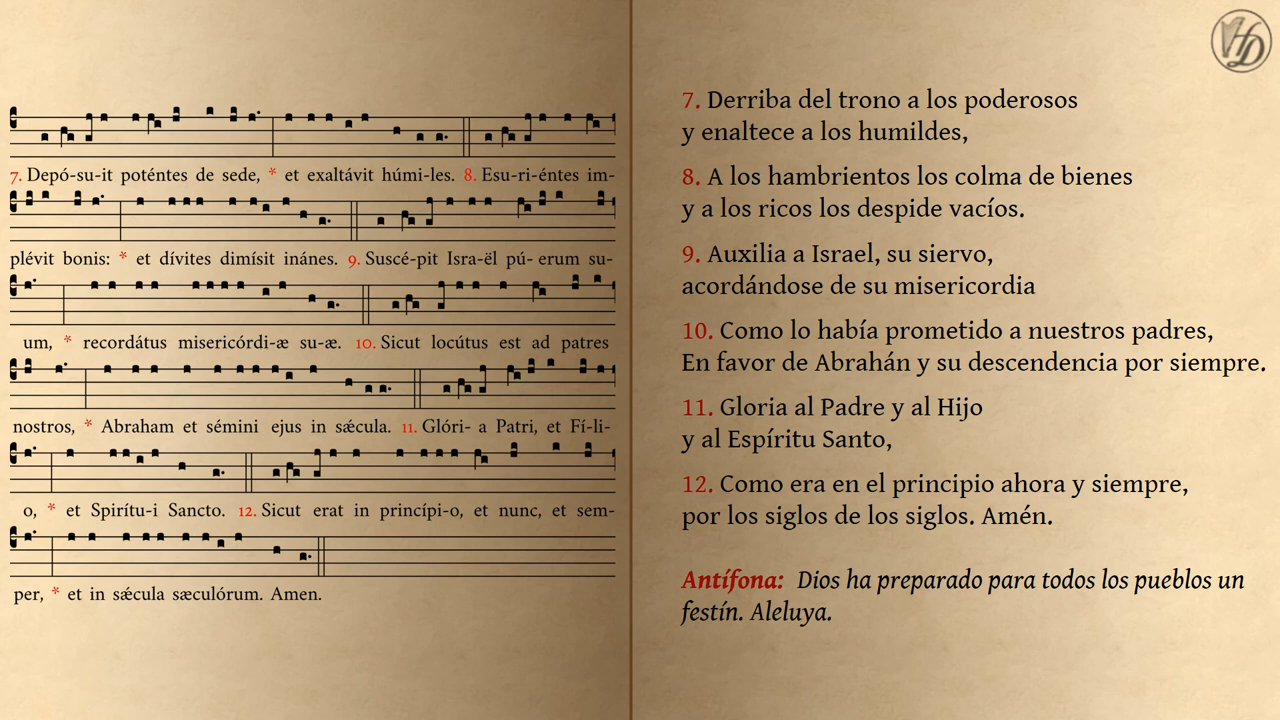 7. Depó-su-it poténtes de sede, * et exaltávit húmi-les. 8. Esu-ri-éntes im-
plévit bonis: * et dívites dimísit inánes. 9. Suscé-pit Isra-ël pú- erum su-
um, * recordátus misericórdi-æ su-æ. 10. Sicut locútus est ad patres
nostros, * Abraham et sémini ejus in sǽcula. 11. Glóri- a Patri, et Fí-li-
o, * et Spirítu-i Sancto. 12. Sicut erat in princípi-o, et nunc, et sem-
per, * et in sǽcula sæculórum. Amen.
HD
7. Derriba del trono a los poderosos
y enaltece a los humildes,
8. A los hambrientos los colma de bienes
y a los ricos los despide vacíos.
9. Auxilia a Israel, su siervo,
acordándose de su misericordia
10. Como lo había prometido a nuestros padres,
En favor de Abrahán y su descendencia por siempre.
11. Gloria al Padre y al Hijo
y al Espíritu Santo,
12. Como era en el principio ahora y siempre,
por los siglos de los siglos. Amén.
Antífona: Dios ha preparado para todos los pueblos un
festín. Aleluya.